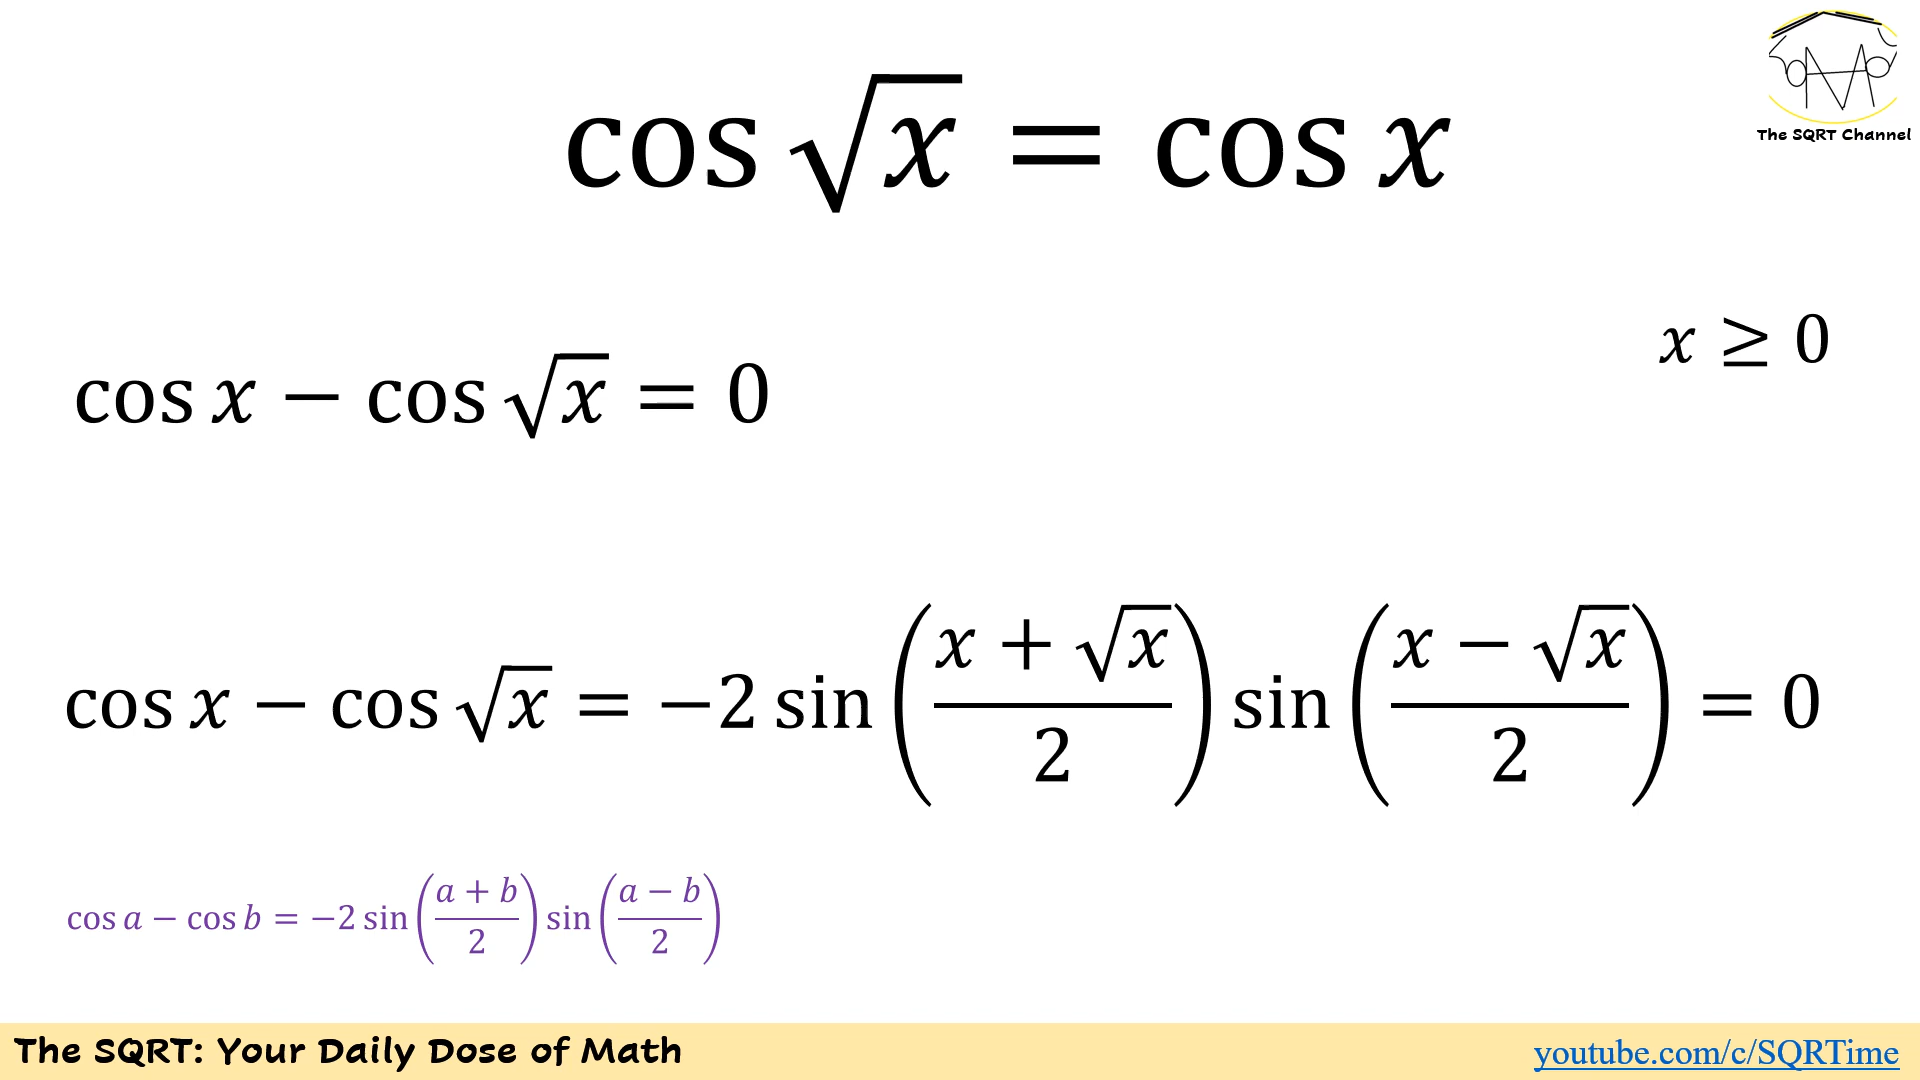 cos √x = cos x
The SQRT Channel
x ≥ 0
cos x − cos √x = 0
cos x − cos √x = −2 sin ((x + √x)/2) sin ((x − √x)/2) = 0
cos a − cos b = −2 sin ((a + b)/2) sin ((a − b)/2)
The SQRT: Your Daily Dose of Math
youtube.com/c/SQRTime